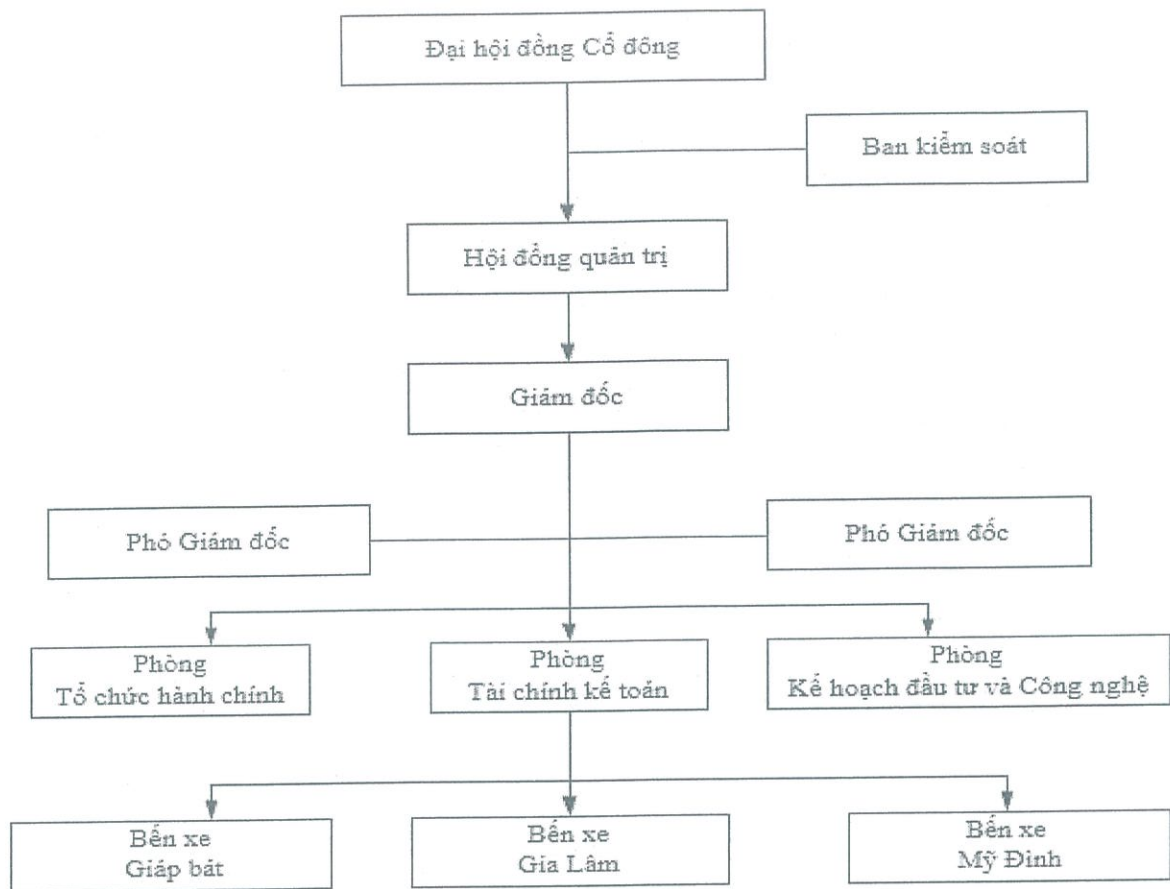 Đại hội đồng Cổ đông
Ban kiểm soát
Hội đồng quản trị
Giám đốc
Phó Giám đốc
Phó Giám đốc
Phòng
Tổ chức hành chính
Phòng
Tài chính kế toán
Phòng
Kế hoạch đầu tư và Công nghệ
Bến xe
Giáp bát
Bến xe
Gia Lâm
Bến xe
Mỹ Đình